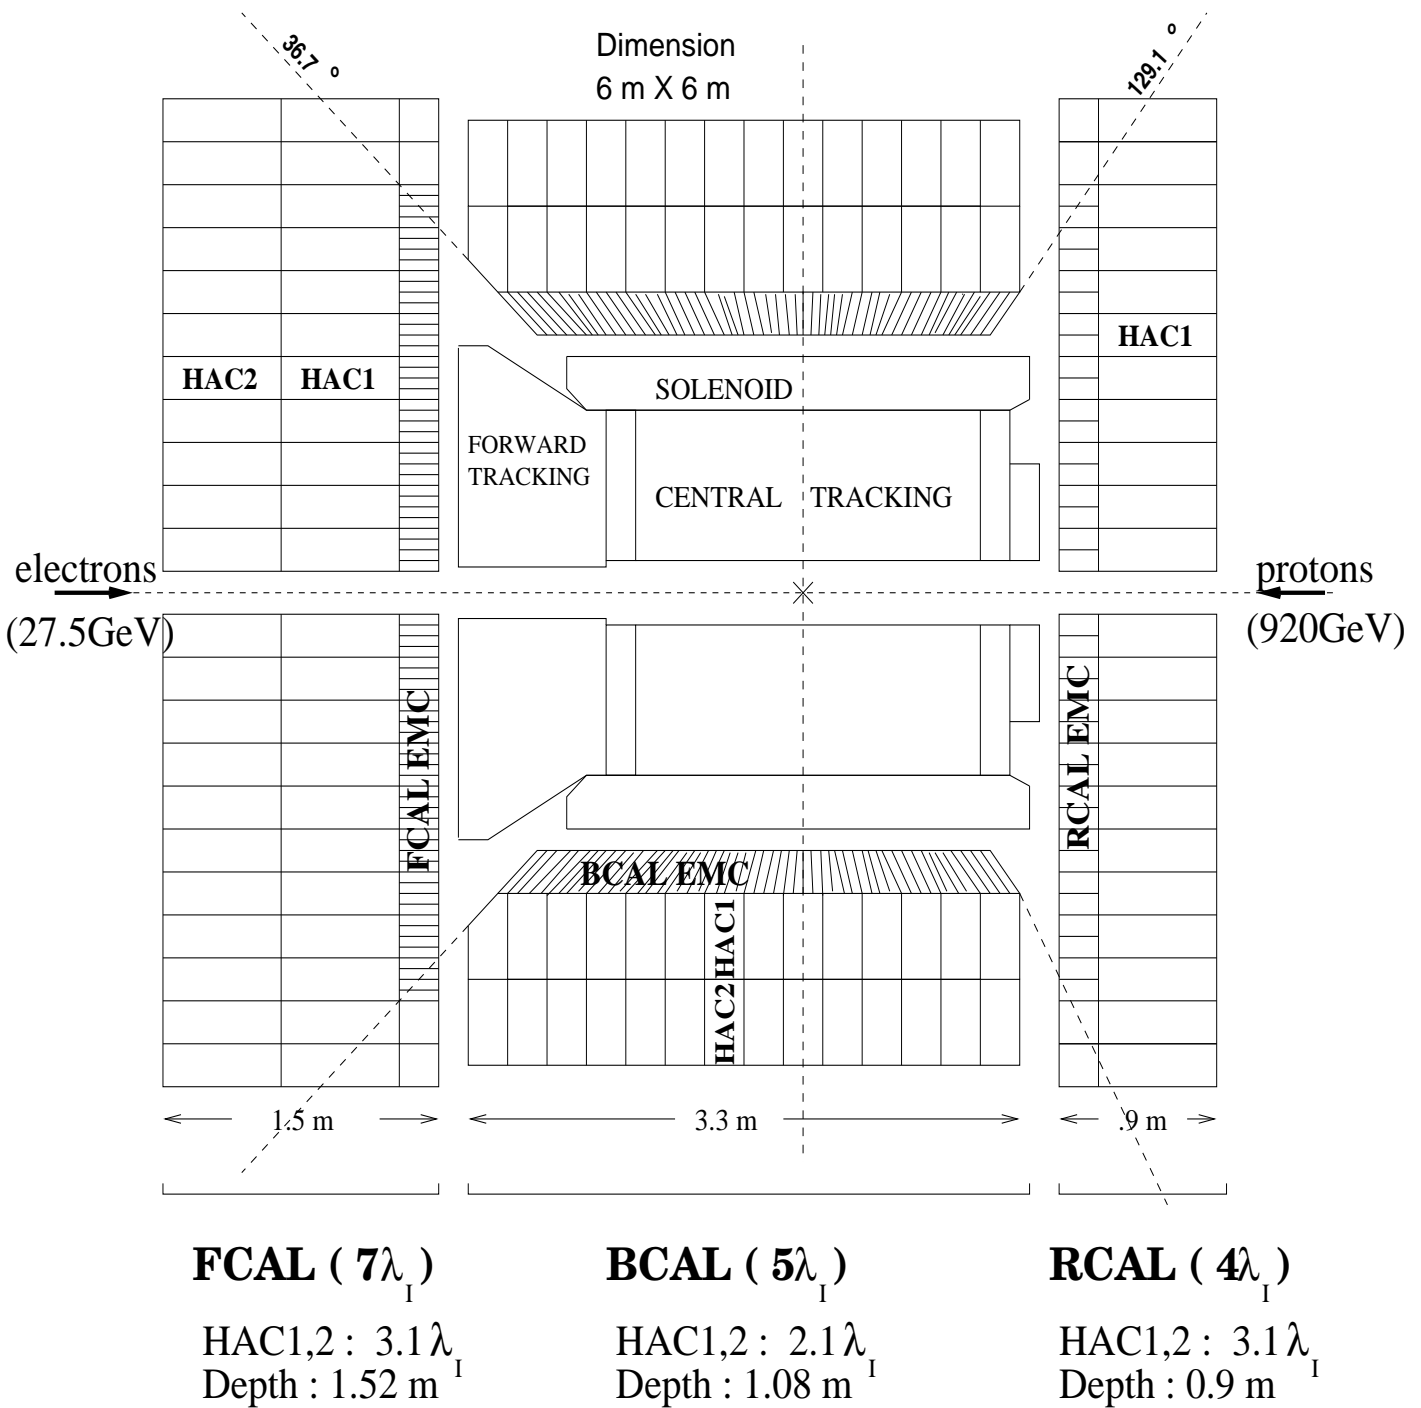 36.7 °
Dimension
6 m X 6 m
129.1 °
HAC2
HAC1
HAC1
SOLENOID
FORWARD
TRACKING
CENTRAL TRACKING
electrons
(27.5GeV)
protons
(920GeV)
FCAL EMC
RCAL EMC
BCAL EMC
HAC2 HAC1
1.5 m
3.3 m
.9 m
FCAL ( 7λI )
HAC1,2 : 3.1 λI
Depth : 1.52 m
BCAL ( 5λI )
HAC1,2 : 2.1 λI
Depth : 1.08 m
RCAL ( 4λI )
HAC1,2 : 3.1 λI
Depth : 0.9 m